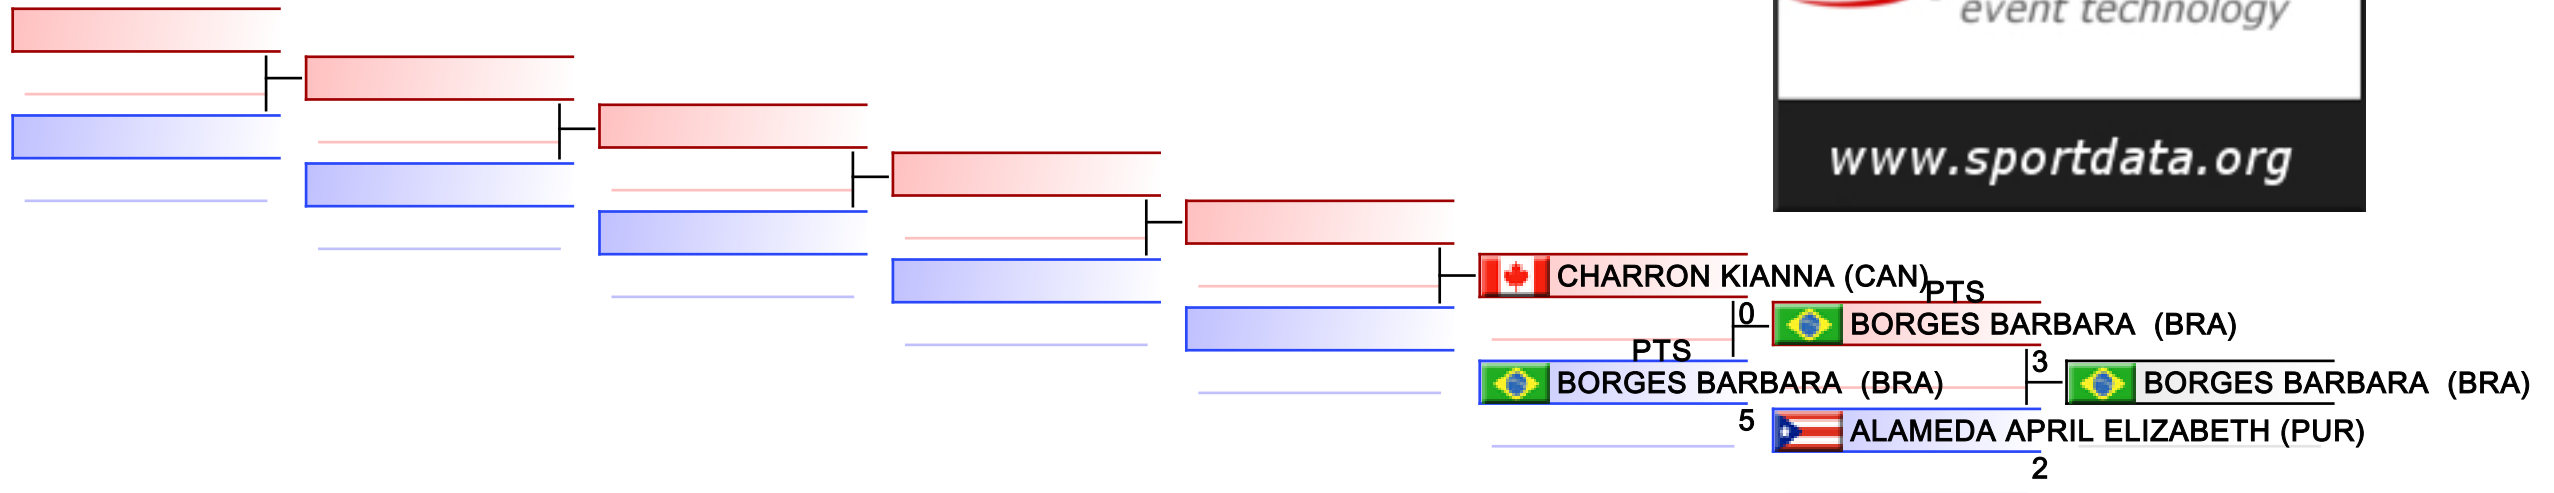 event technology
www.sportdata.org
CHARRON KIANNA (CAN)
PTS
0
BORGES BARBARA (BRA)
PTS
3
BORGES BARBARA (BRA)
BORGES BARBARA (BRA)
5
ALAMEDA APRIL ELIZABETH (PUR)
2